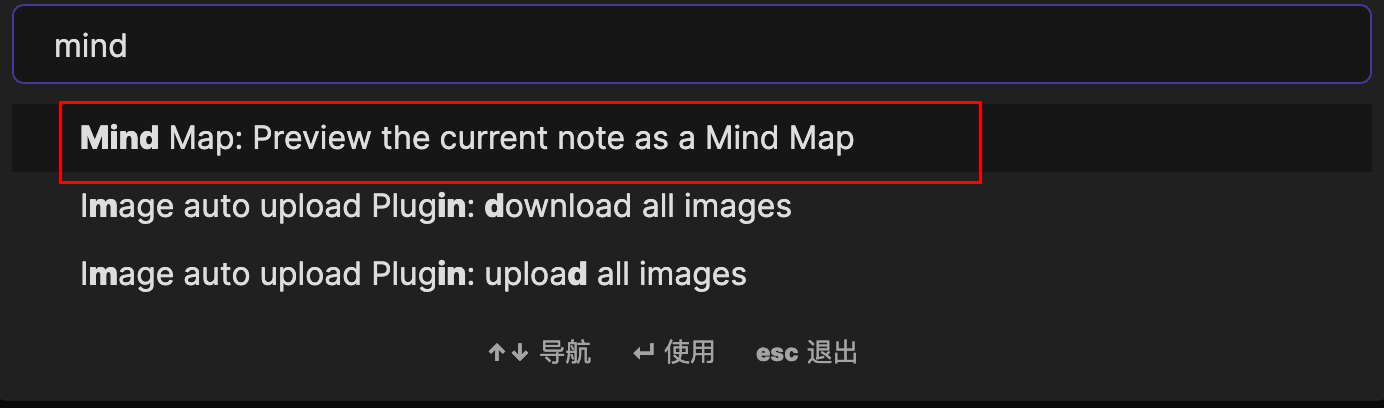 mind
Mind Map: Preview the current note as a Mind Map
Image auto upload Plugin: download all images
Image auto upload Plugin: upload all images
↑↓ 导航 ↵ 使用 esc 退出